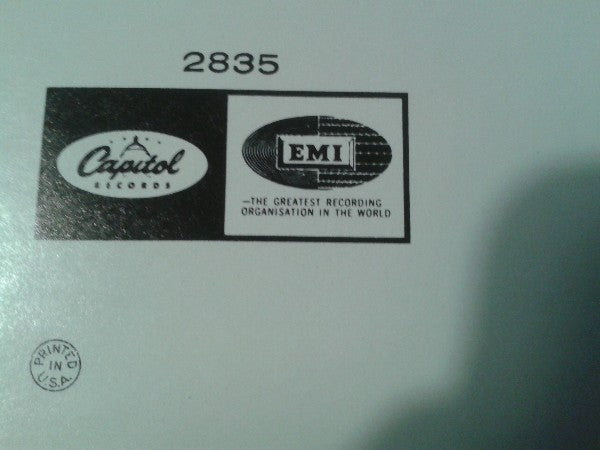 2835
Capitol
RECORDS
EMI
—THE GREATEST RECORDING
ORGANISATION IN THE WORLD
PRINTED
IN
U.S.A.